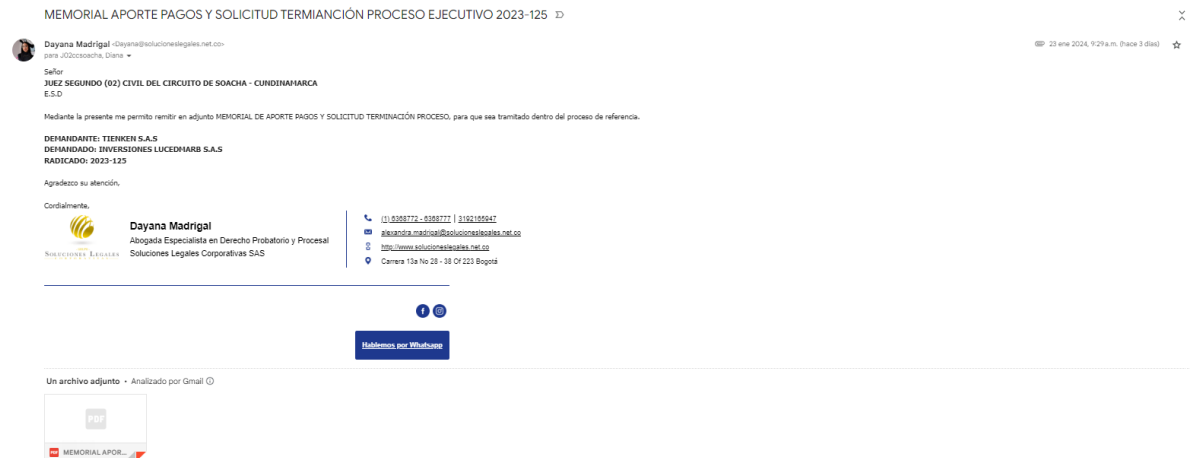 MEMORIAL APORTE PAGOS Y SOLICITUD TERMIANCIÓN PROCESO EJECUTIVO 2023-125
Dayana Madrigal <Dayana@solucioneslegales.net.co>
23 ene 2024, 9:29 a.m. (hace 3 días)
para J02ccsoacha, Diana
Señor
JUEZ SEGUNDO (02) CIVIL DEL CIRCUITO DE SOACHA - CUNDINAMARCA
E.S.D
Mediante la presente me permito remitir en adjunto MEMORIAL DE APORTE PAGOS Y SOLICITUD TERMINACIÓN PROCESO, para que sea tramitado dentro del proceso de referencia.
DEMANDANTE: TIENKEN S.A.S
DEMANDADO: INVERSIONES LUCEDMARB S.A.S
RADICADO: 2023-125
Agradezco su atención,
Cordialmente,
SOLUCIONES LEGALES
Dayana Madrigal
Abogada Especialista en Derecho Probatorio y Procesal
Soluciones Legales Corporativas SAS
(1) 6368772 - 6368777 | 3192166947
alexandra.madrigal@solucioneslegales.net.co
http://www.solucioneslegales.net.co
Carrera 13a No 28 - 38 Of 223 Bogotá
Hablemos por Whatsapp
Un archivo adjunto • Analizado por Gmail
PDF
PDF MEMORIAL APOR...